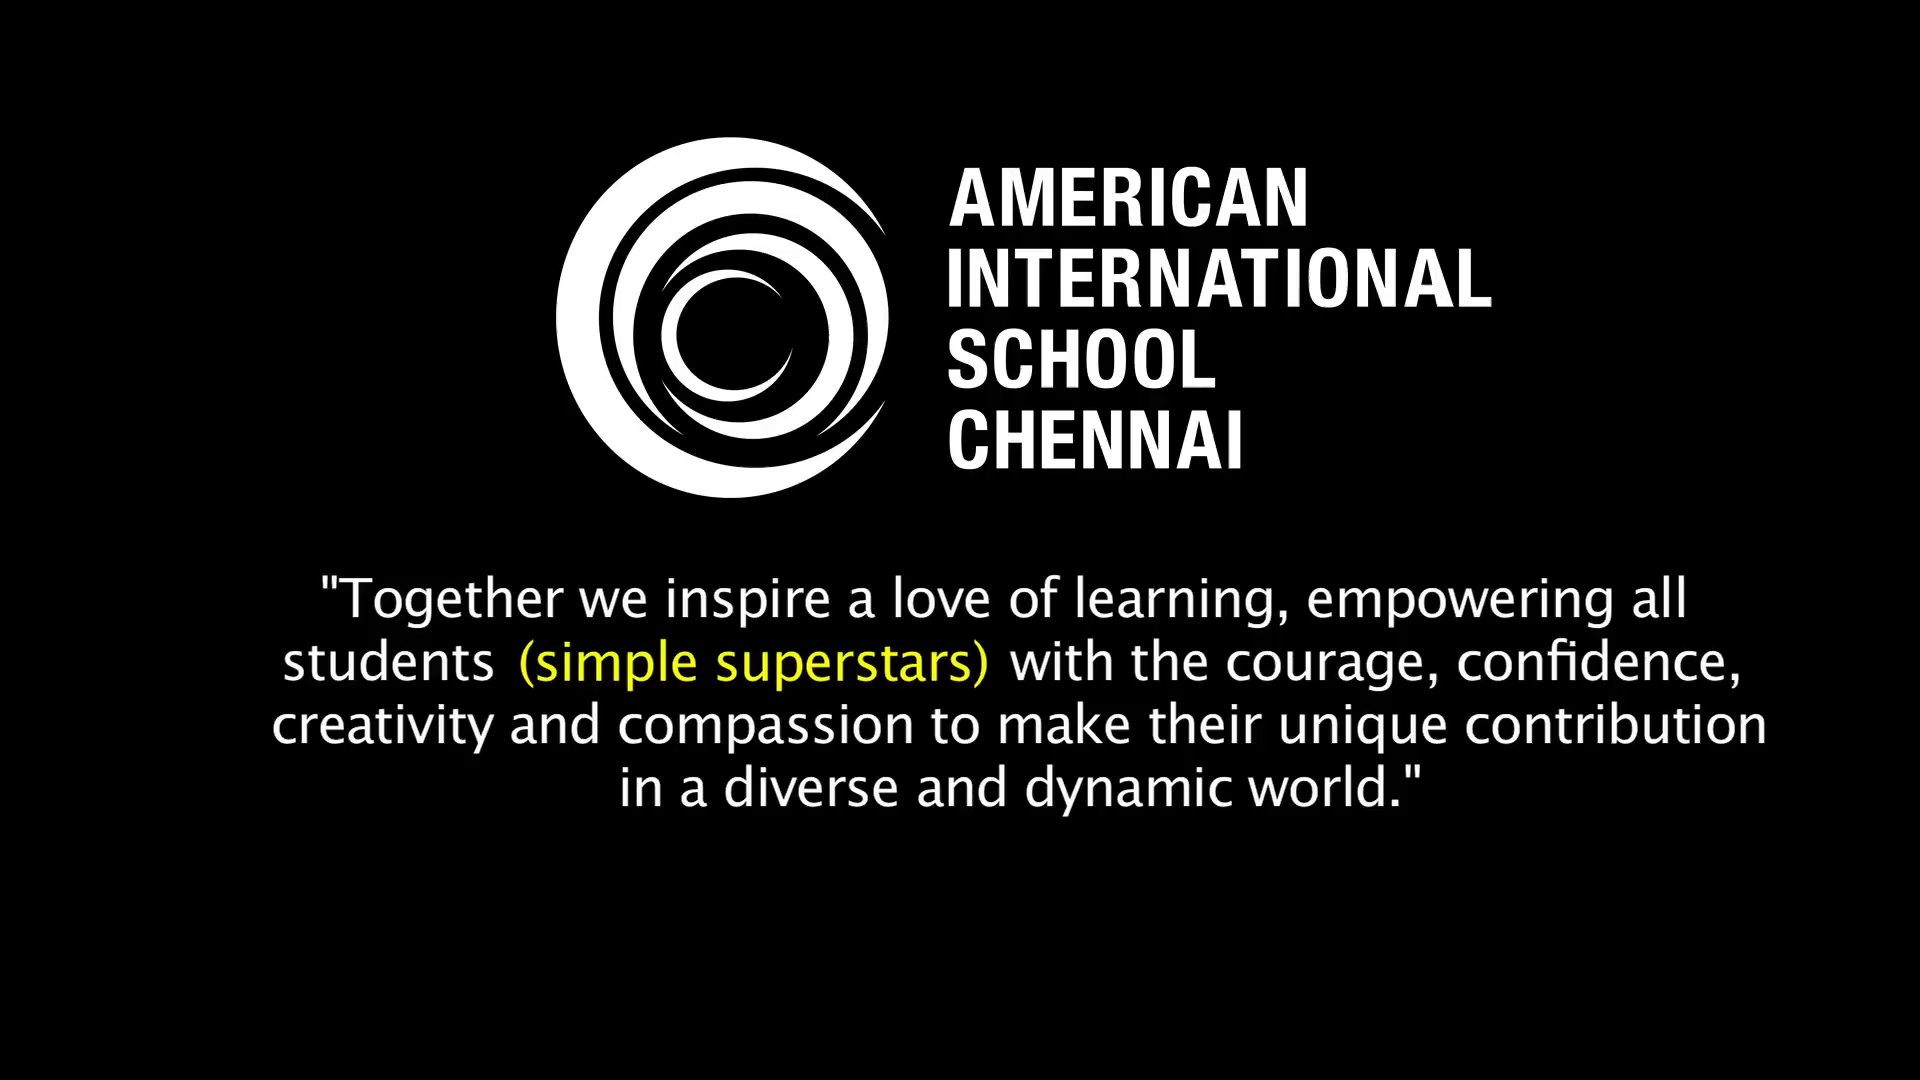 AMERICAN
INTERNATIONAL
SCHOOL
CHENNAI
"Together we inspire a love of learning, empowering all
students (simple superstars) with the courage, confidence,
creativity and compassion to make their unique contribution
in a diverse and dynamic world."